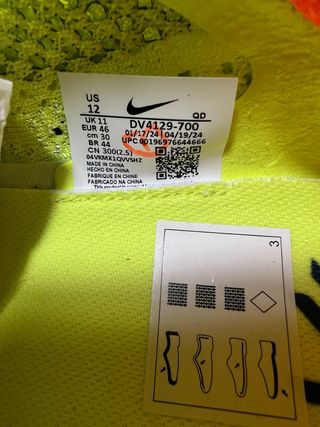 US
12
UK 11
EUR 46
cm 30
BR 44
CN 300(2.5)
QD
DV4129-700
01/17/24 04/19/24
UPC 00196976644666
04VKMX1QVVSHZ
MADE IN CHINA
HECHO EN CHINA
FABRIQUE EN CHINE
FABRICADO NA CHINA
3